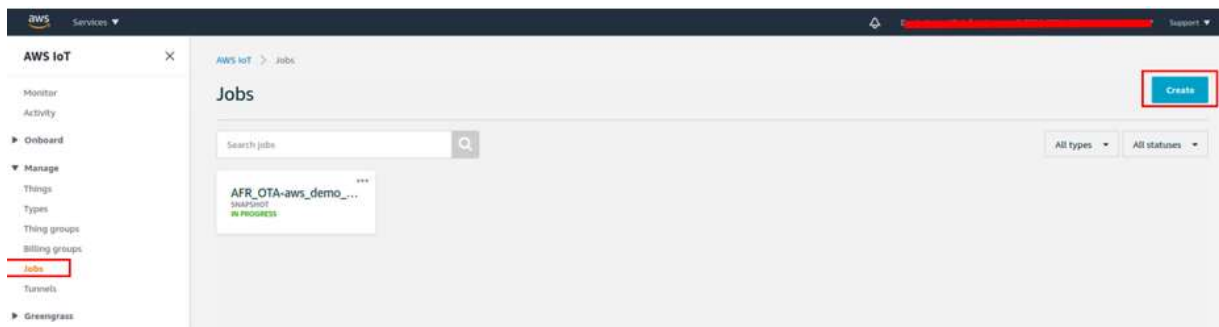 aws Services ▼ Support ▼
AWS IoT ×
Monitor
Activity
▶ Onboard
▼ Manage
Things
Types
Thing groups
Billing groups
Jobs
Tunnels
▶ Greengrass
AWS IoT > Jobs
Jobs
Create
Search jobs
All types ▼ All statuses ▼
AFR_OTA-aws_demo_... •••
SNAPSHOT
IN PROGRESS